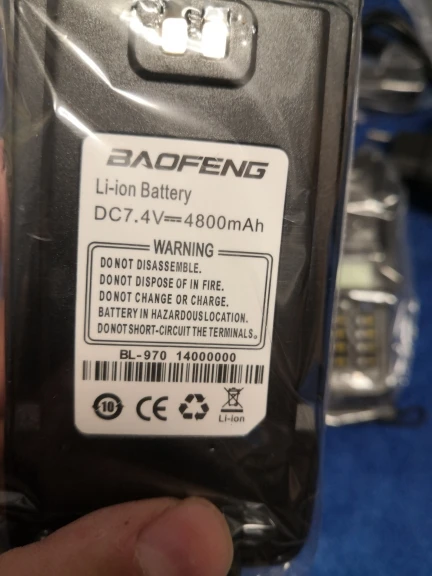 BAOFENG
Li-ion Battery
DC7.4V⎓4800mAh
WARNING
DO NOT DISASSEMBLE.
DO NOT DISPOSE OF IN FIRE.
DO NOT CHANGE OR CHARGE.
BATTERY IN HAZARDOUS LOCATION.
DO NOT SHORT-CIRCUIT THE TERMINALS。
BL-970 14000000
10 CE Li-ion